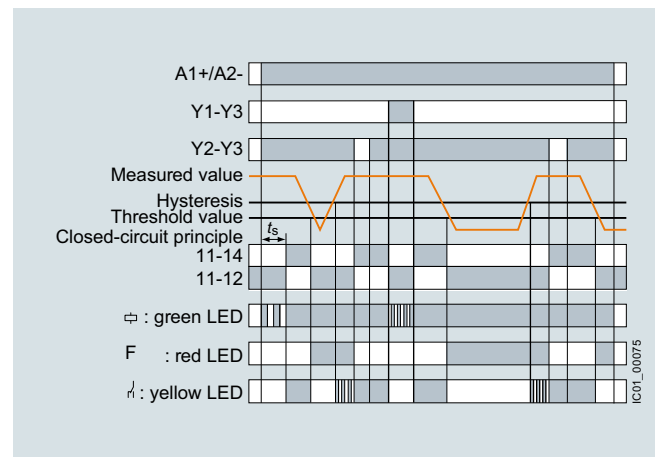 A1+/A2-
Y1-Y3
Y2-Y3
Measured value
Hysteresis
Threshold value
Closed-circuit principle
ts
11-14
11-12
: green LED
F : red LED
: yellow LED
IC01_00075